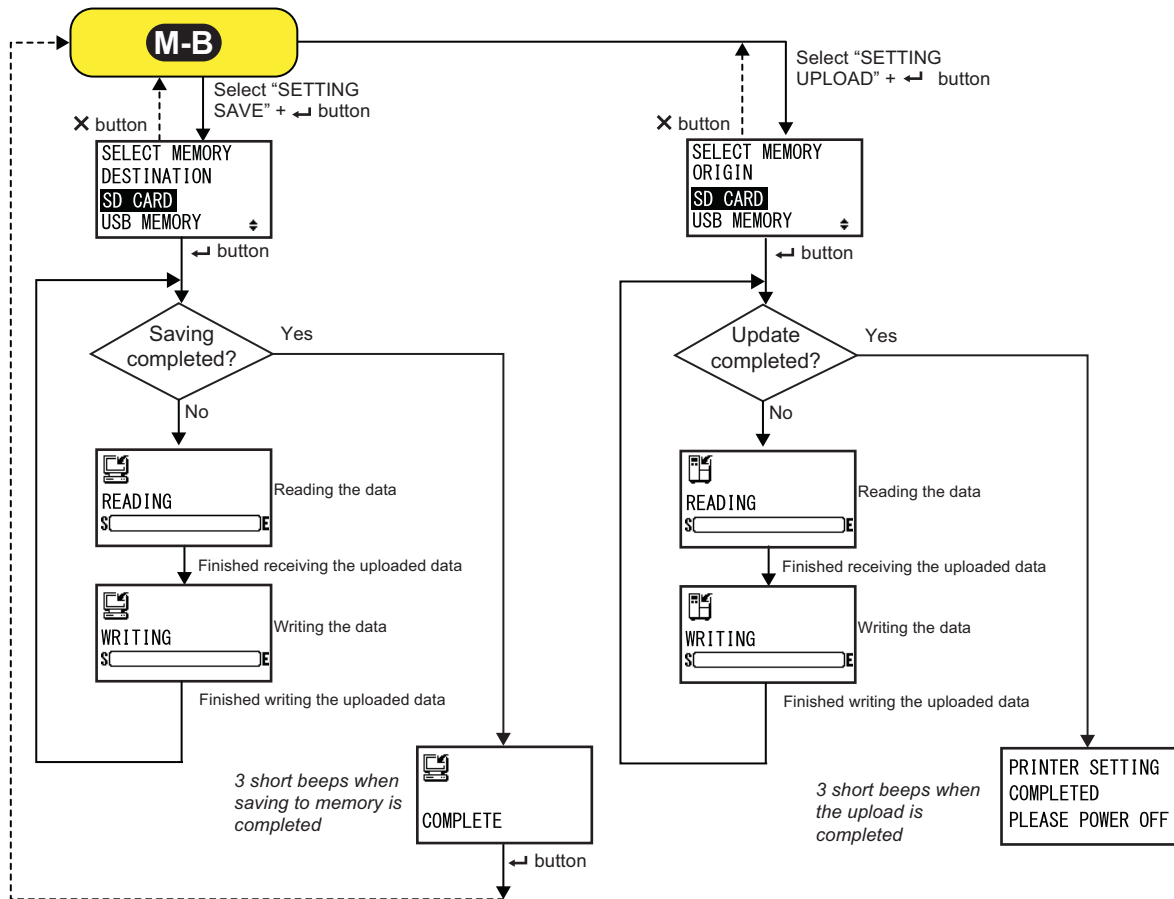 M-B
Select “SETTING
SAVE” + ↵ button
✕ button
SELECT MEMORY
DESTINATION
SD CARD
USB MEMORY
↵ button
Saving
completed?
Yes
No
READING
S E
Reading the data
Finished receiving the uploaded data
WRITING
S E
Writing the data
Finished writing the uploaded data
3 short beeps when
saving to memory is
completed
COMPLETE
↵ button
Select “SETTING
UPLOAD” + ↵ button
✕ button
SELECT MEMORY
ORIGIN
SD CARD
USB MEMORY
↵ button
Update
completed?
Yes
No
READING
S E
Reading the data
Finished receiving the uploaded data
WRITING
S E
Writing the data
Finished writing the uploaded data
3 short beeps when
the upload is
completed
PRINTER SETTING
COMPLETED
PLEASE POWER OFF